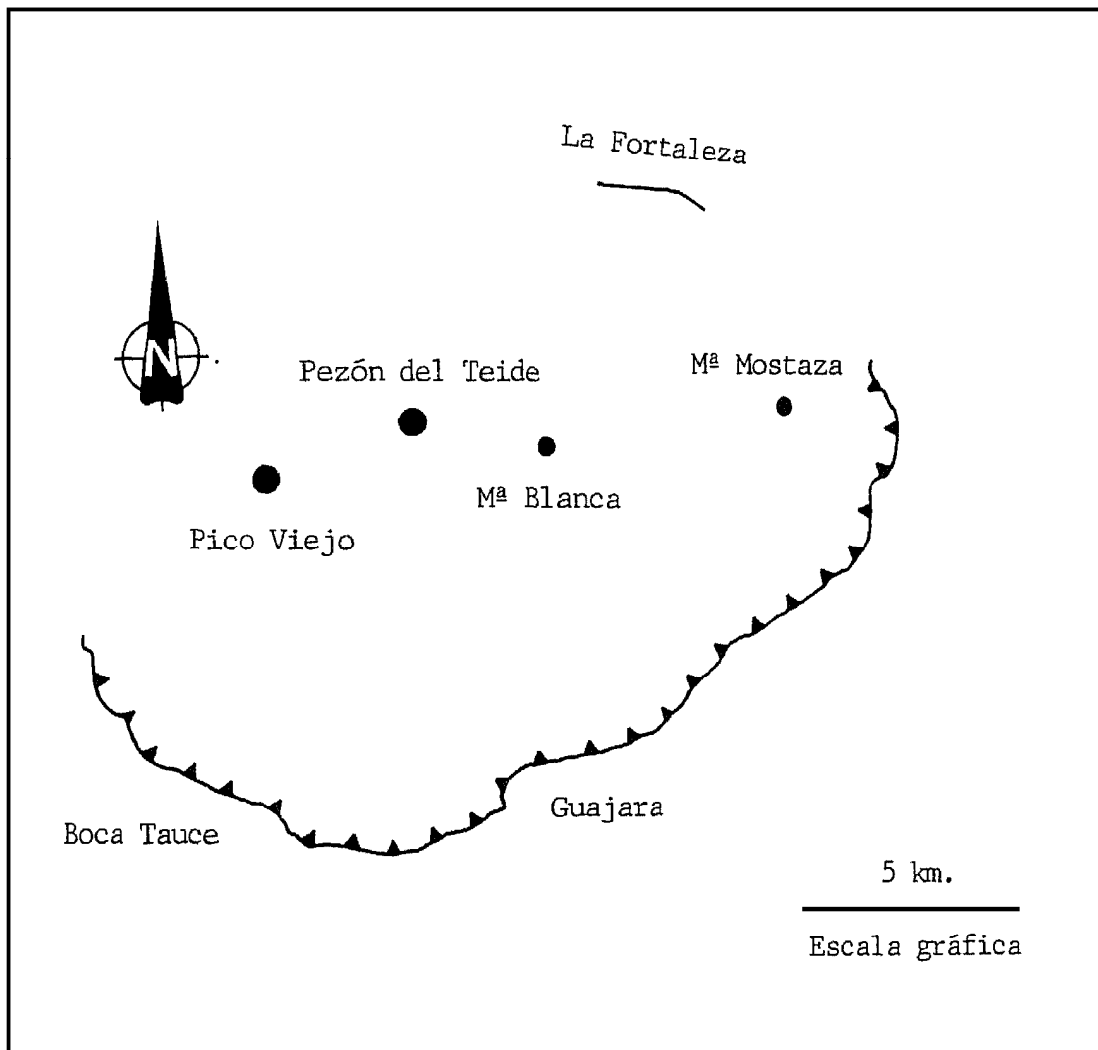 La Fortaleza
N
Pezón del Teide
Mª Mostaza
Mª Blanca
Pico Viejo
Guajara
Boca Tauce
5 km.
Escala gráfica